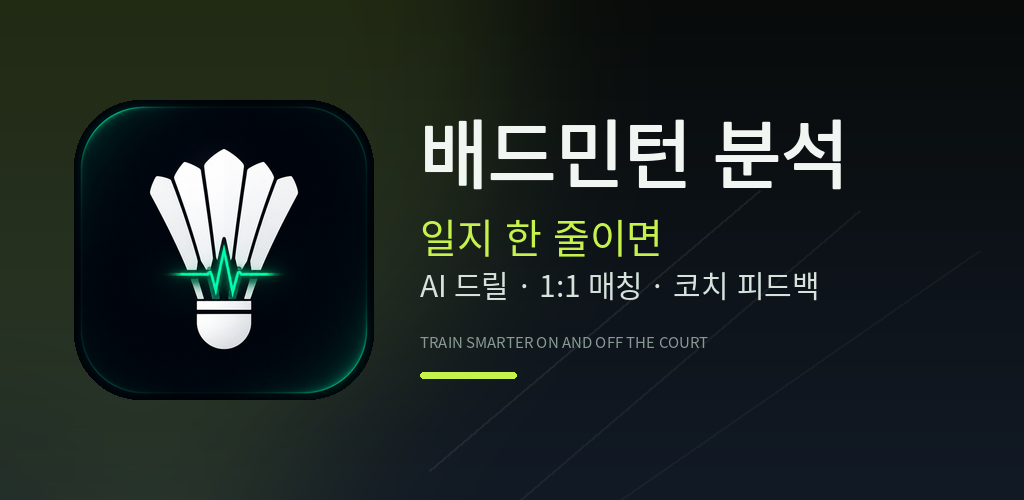 배드민턴 분석
일지 한 줄이면
AI 드릴 · 1:1 매칭 · 코치 피드백
TRAIN SMARTER ON AND OFF THE COURT